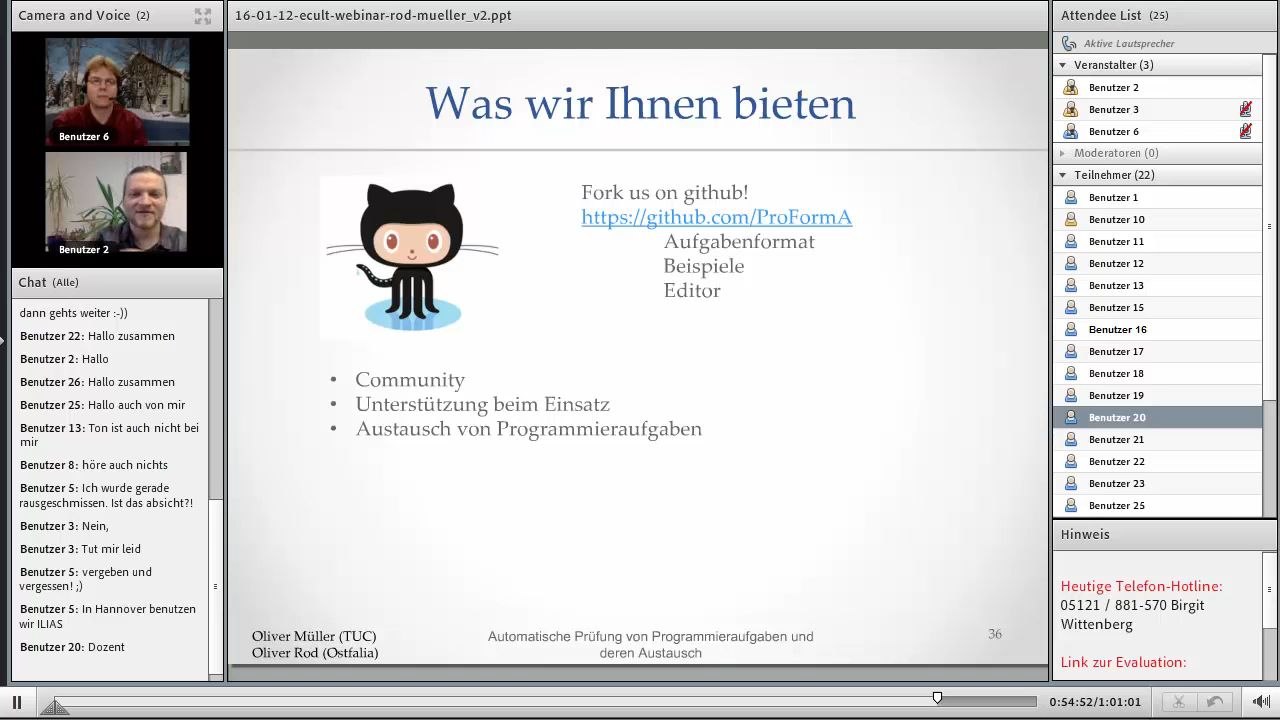 Camera and Voice (2)
Benutzer 6
Benutzer 2
Chat (Alle)
dann gehts weiter :-))
Benutzer 22: Hallo zusammen
Benutzer 2: Hallo
Benutzer 26: Hallo zusammen
Benutzer 25: Hallo auch von mir
Benutzer 13: Ton ist auch nicht bei
mir
Benutzer 8: höre auch nichts
Benutzer 5: Ich wurde gerade
rausgeschmissen. Ist das absicht?!
Benutzer 3: Nein,
Benutzer 3: Tut mir leid
Benutzer 5: vergeben und
vergessen! ;)
Benutzer 5: In Hannover benutzen
wir ILIAS
Benutzer 20: Dozent
16-01-12-ecult-webinar-rod-mueller_v2.ppt
Was wir Ihnen bieten
Fork us on github!
https://github.com/ProFormA
Aufgabenformat
Beispiele
Editor
• Community
• Unterstützung beim Einsatz
• Austausch von Programmieraufgaben
Oliver Müller (TUC)
Oliver Rod (Ostfalia)
Automatische Prüfung von Programmieraufgaben und
deren Austausch
36
Attendee List (25)
Aktive Lautsprecher
Veranstalter (3)
Benutzer 2
Benutzer 3
Benutzer 6
Moderatoren (0)
Teilnehmer (22)
Benutzer 1
Benutzer 10
Benutzer 11
Benutzer 12
Benutzer 13
Benutzer 15
Benutzer 16
Benutzer 17
Benutzer 18
Benutzer 19
Benutzer 20
Benutzer 21
Benutzer 22
Benutzer 23
Benutzer 25
Hinweis
Heutige Telefon-Hotline:
05121 / 881-570 Birgit
Wittenberg
Link zur Evaluation:
0:54:52/1:01:01